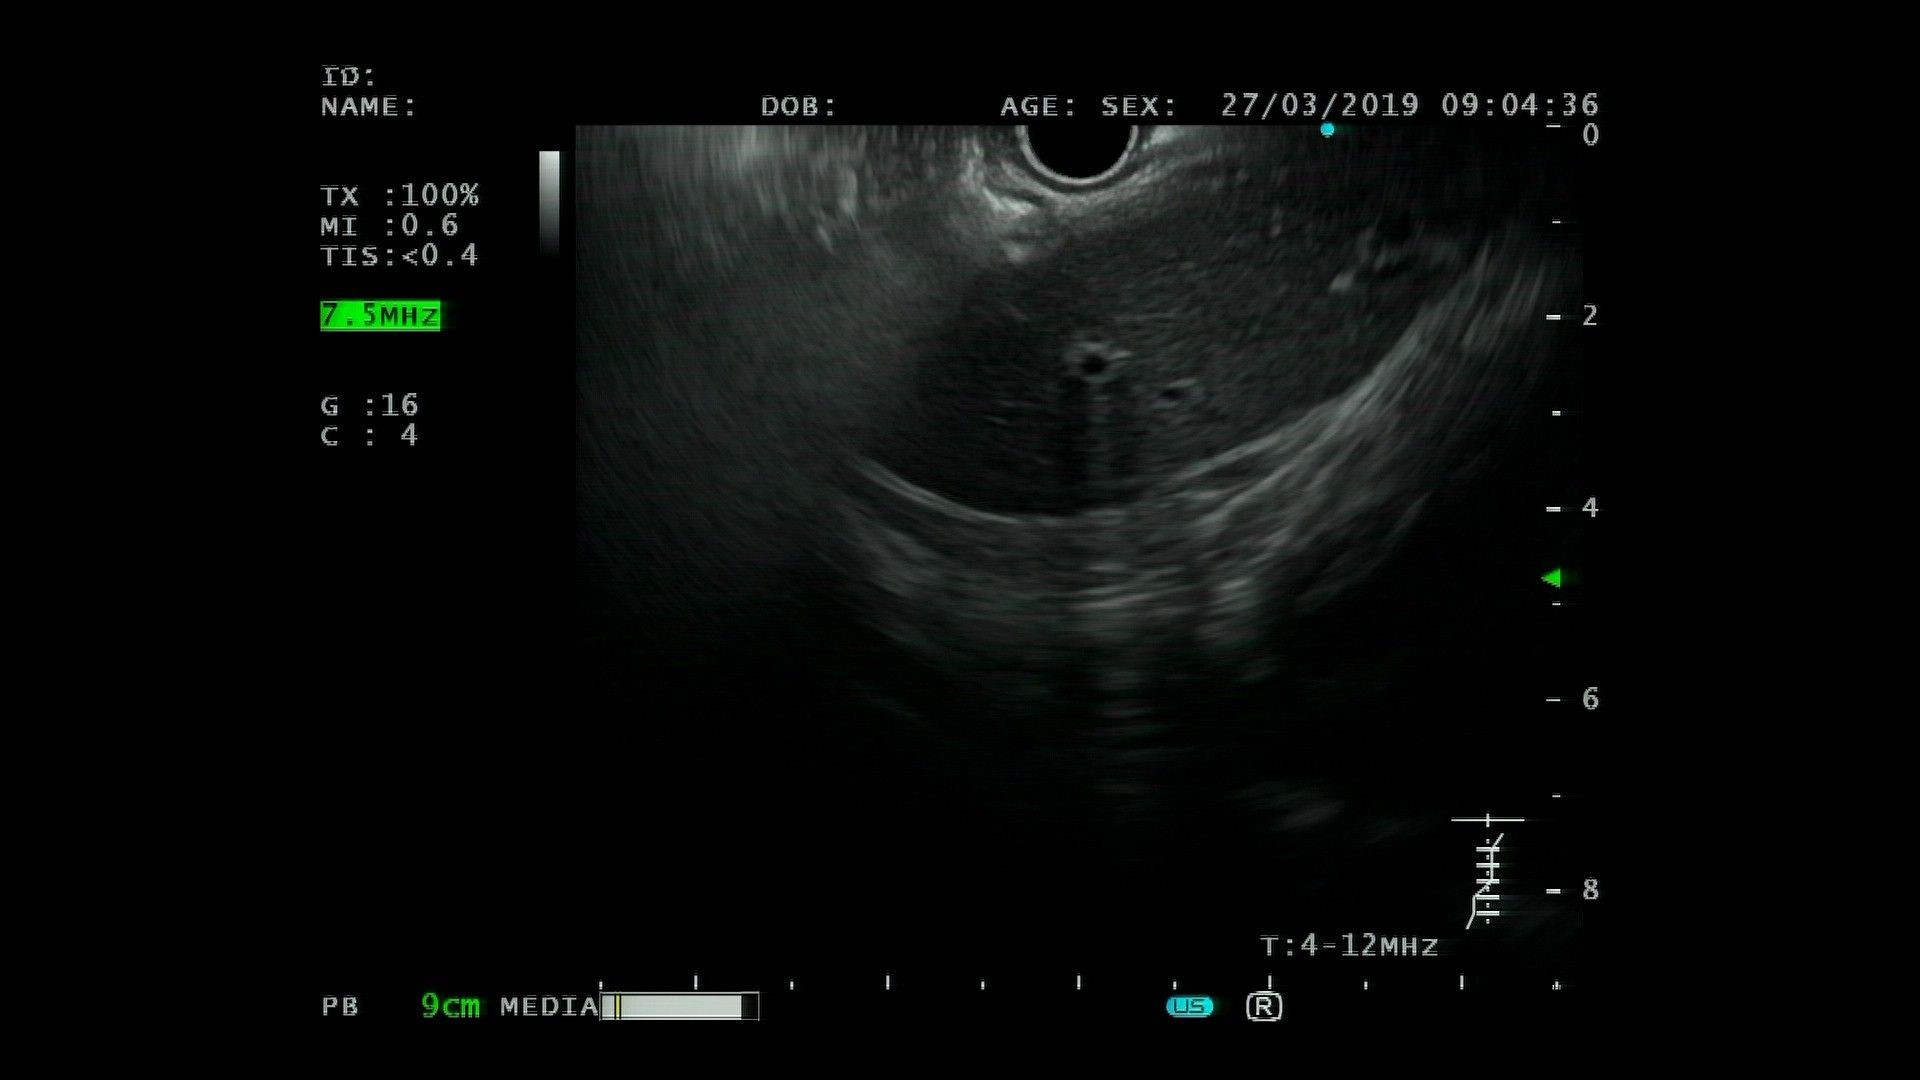 ID:
NAME: DOB: AGE: SEX: 27/03/2019 09:04:36
0
TX :100%
MI :0.6
TIS:<0.4
7.5MHz
2
G :16
C : 4
4
6
8
T:4-12MHz
PB 9cm MEDIA US R